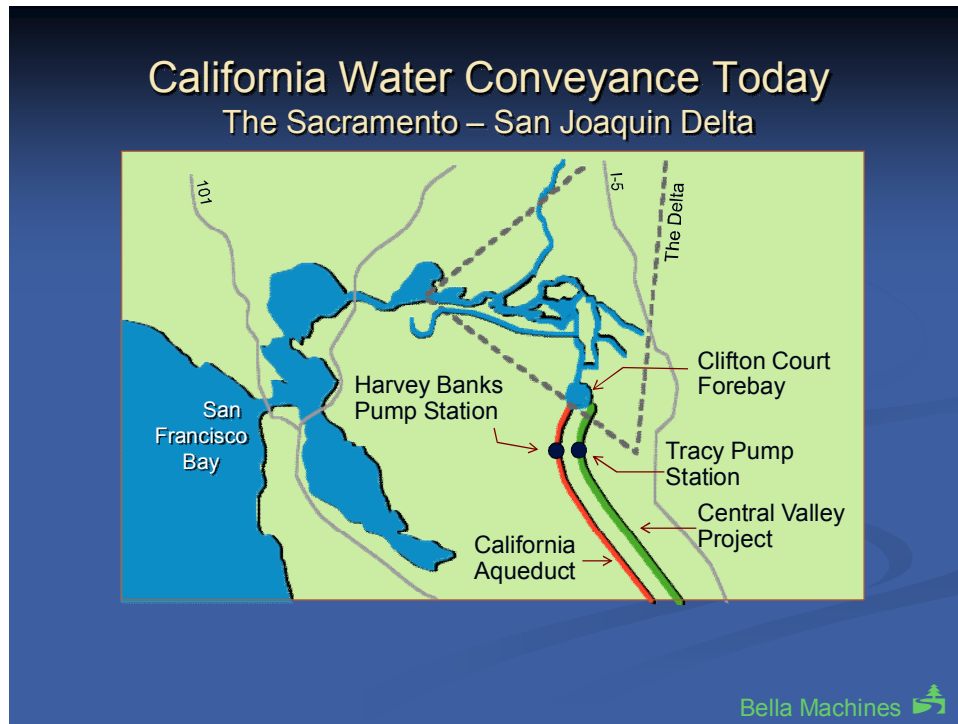 California Water Conveyance Today
The Sacramento – San Joaquin Delta
101
I-5
The Delta
Clifton Court
Forebay
Harvey Banks
Pump Station
San
Francisco
Bay
Tracy Pump
Station
Central Valley
Project
California
Aqueduct
Bella Machines